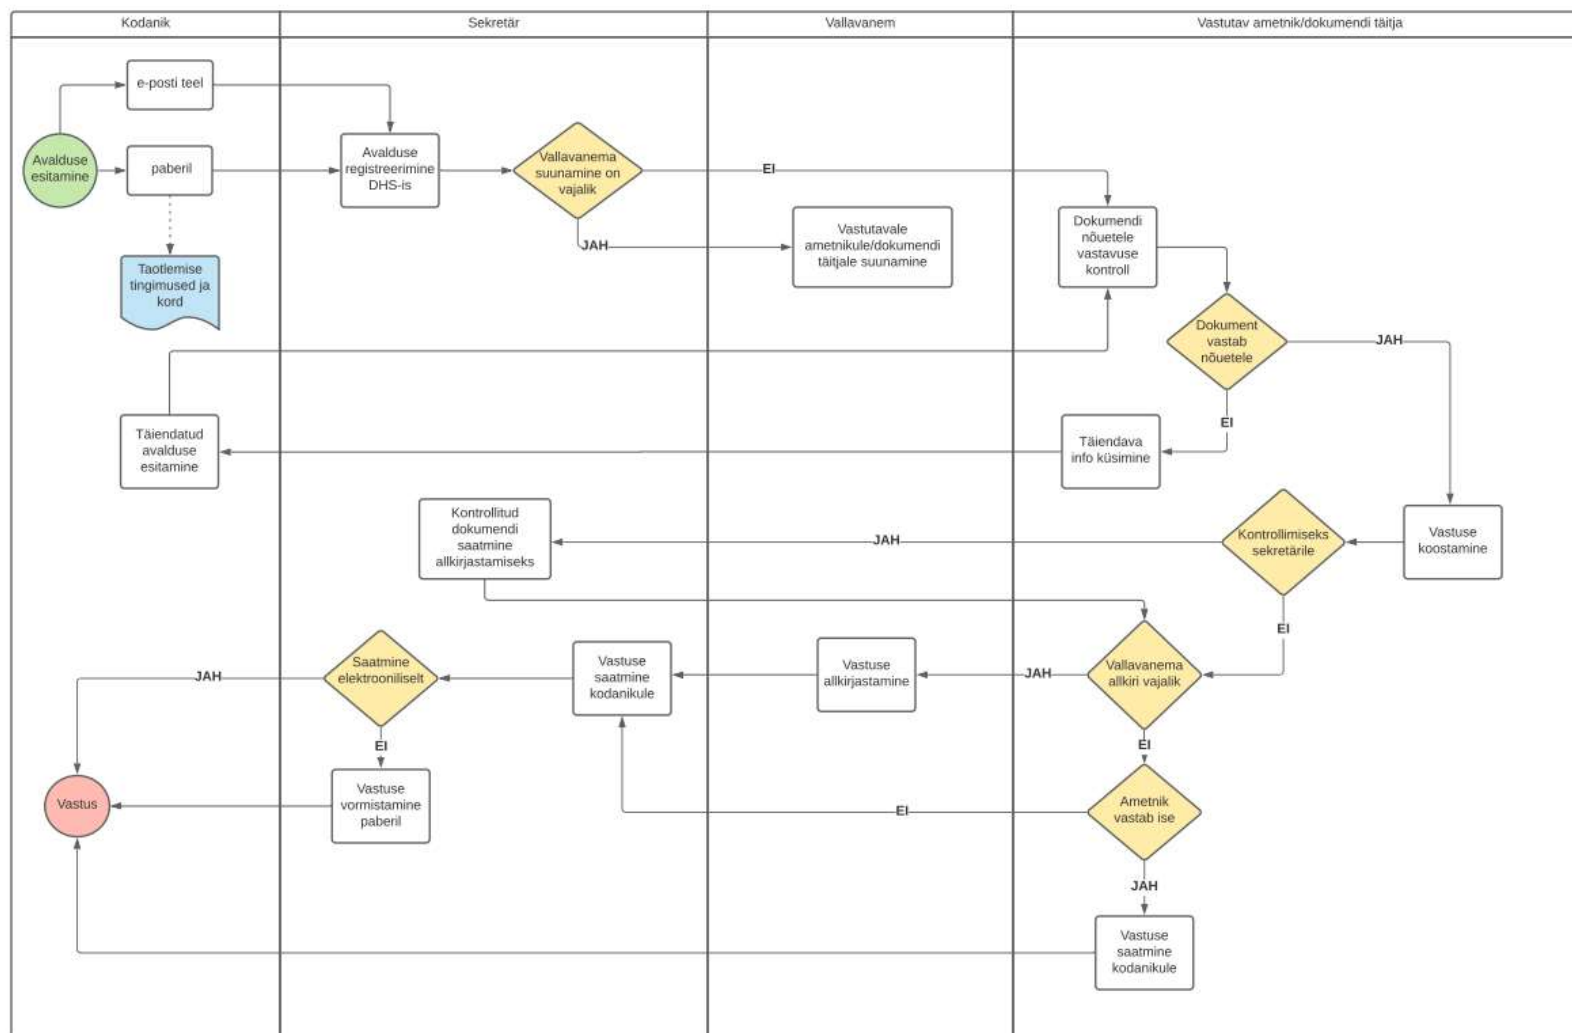 Kodanik
Sekretär
Vallavanem
Vastutav ametnik/dokumendi täitja
e-posti teel
Avalduse
esitamine
paberil
Avalduse
registreerimine
DHS-is
Vallavanema
suunamine on
vajalik
EI
JAH
Vastutavale
ametnikule/dokumendi
täitjale suunamine
Dokumendi
nõuetele
vastavuse
kontroll
Taotlemise
tingimused ja
kord
Dokument
vastab
nõuetele
JAH
EI
Täiendatud
avalduse
esitamine
Täiendava
info küsimine
Kontrollitud
dokumendi
saatmine
allkirjastamiseks
JAH
Kontrollimiseks
sekretärile
Vastuse
koostamine
EI
JAH
Saatmine
elektrooniliselt
Vastuse
saatmine
kodanikule
Vastuse
allkirjastamine
JAH
Vallavanema
allkiri vajalik
EI
EI
Vastus
Vastuse
vormistamine
paberil
EI
Ametnik
vastab ise
JAH
Vastuse
saatmine
kodanikule